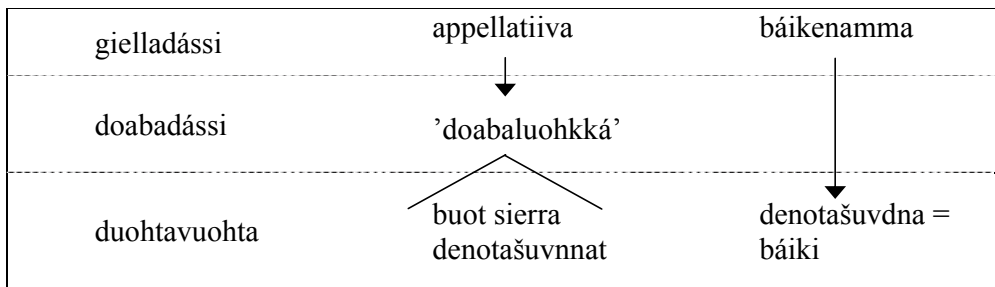 gielladássi appellatiiva báikenamma
doabadássi ’doabaluohkká’
duohtavuohta buot sierra denotašuvdna =
denotašuvnnat báiki